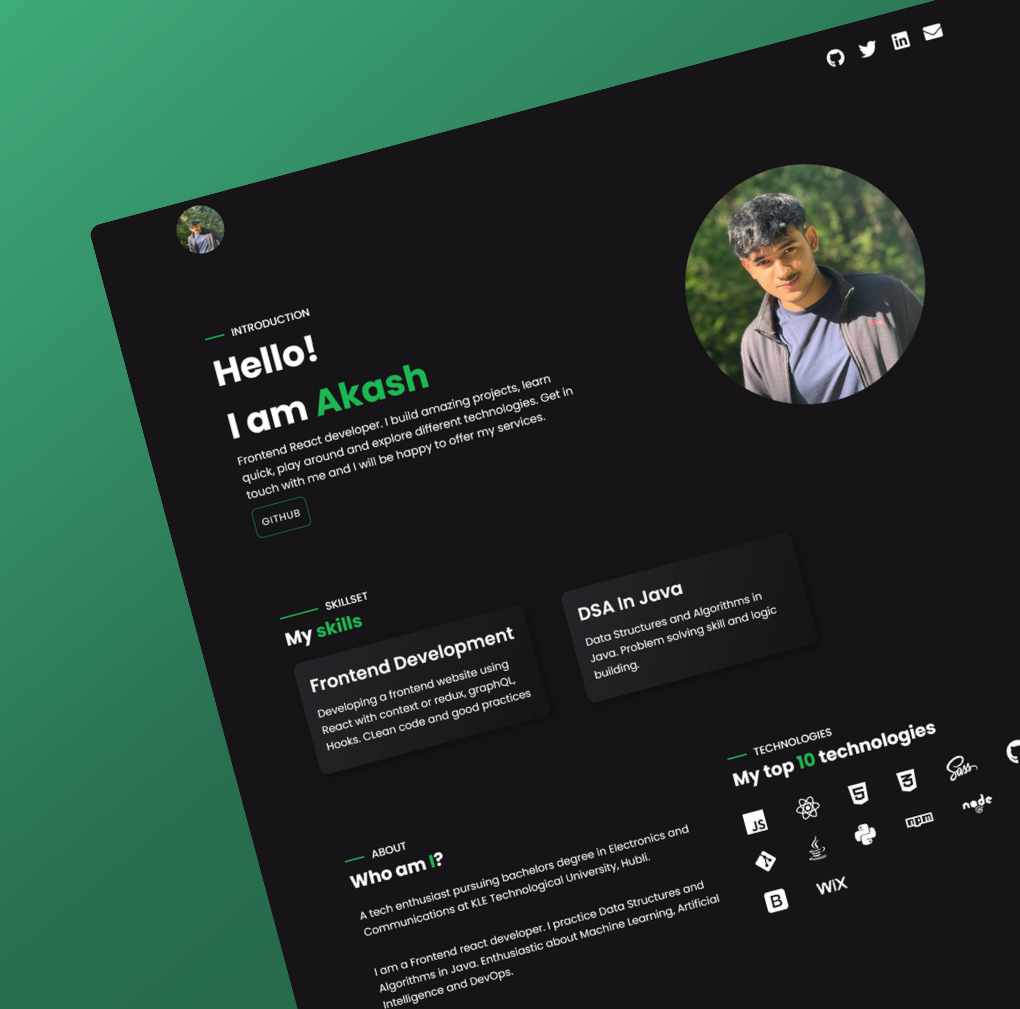 INTRODUCTION
Hello!
I am Akash
Frontend React developer. I build amazing projects, learn
quick, play around and explore different technologies. Get in
touch with me and I will be happy to offer my services.
GITHUB
SKILLSET
My skills
Frontend Development
Developing a frontend website using
React with context or redux, graphQL,
Hooks. CLean code and good practices
DSA In Java
Data Structures and Algorithms in
Java. Problem solving skill and logic
building.
TECHNOLOGIES
My top 10 technologies
JS
5
3
Sass
npm
node
B
WIX
ABOUT
Who am I?
A tech enthusiast pursuing bachelors degree in Electronics and
Communications at KLE Technological University, Hubli.
I am a Frontend react developer. I practice Data Structures and
Algorithms in Java. Enthusiastic about Machine Learning, Artificial
Intelligence and DevOps.